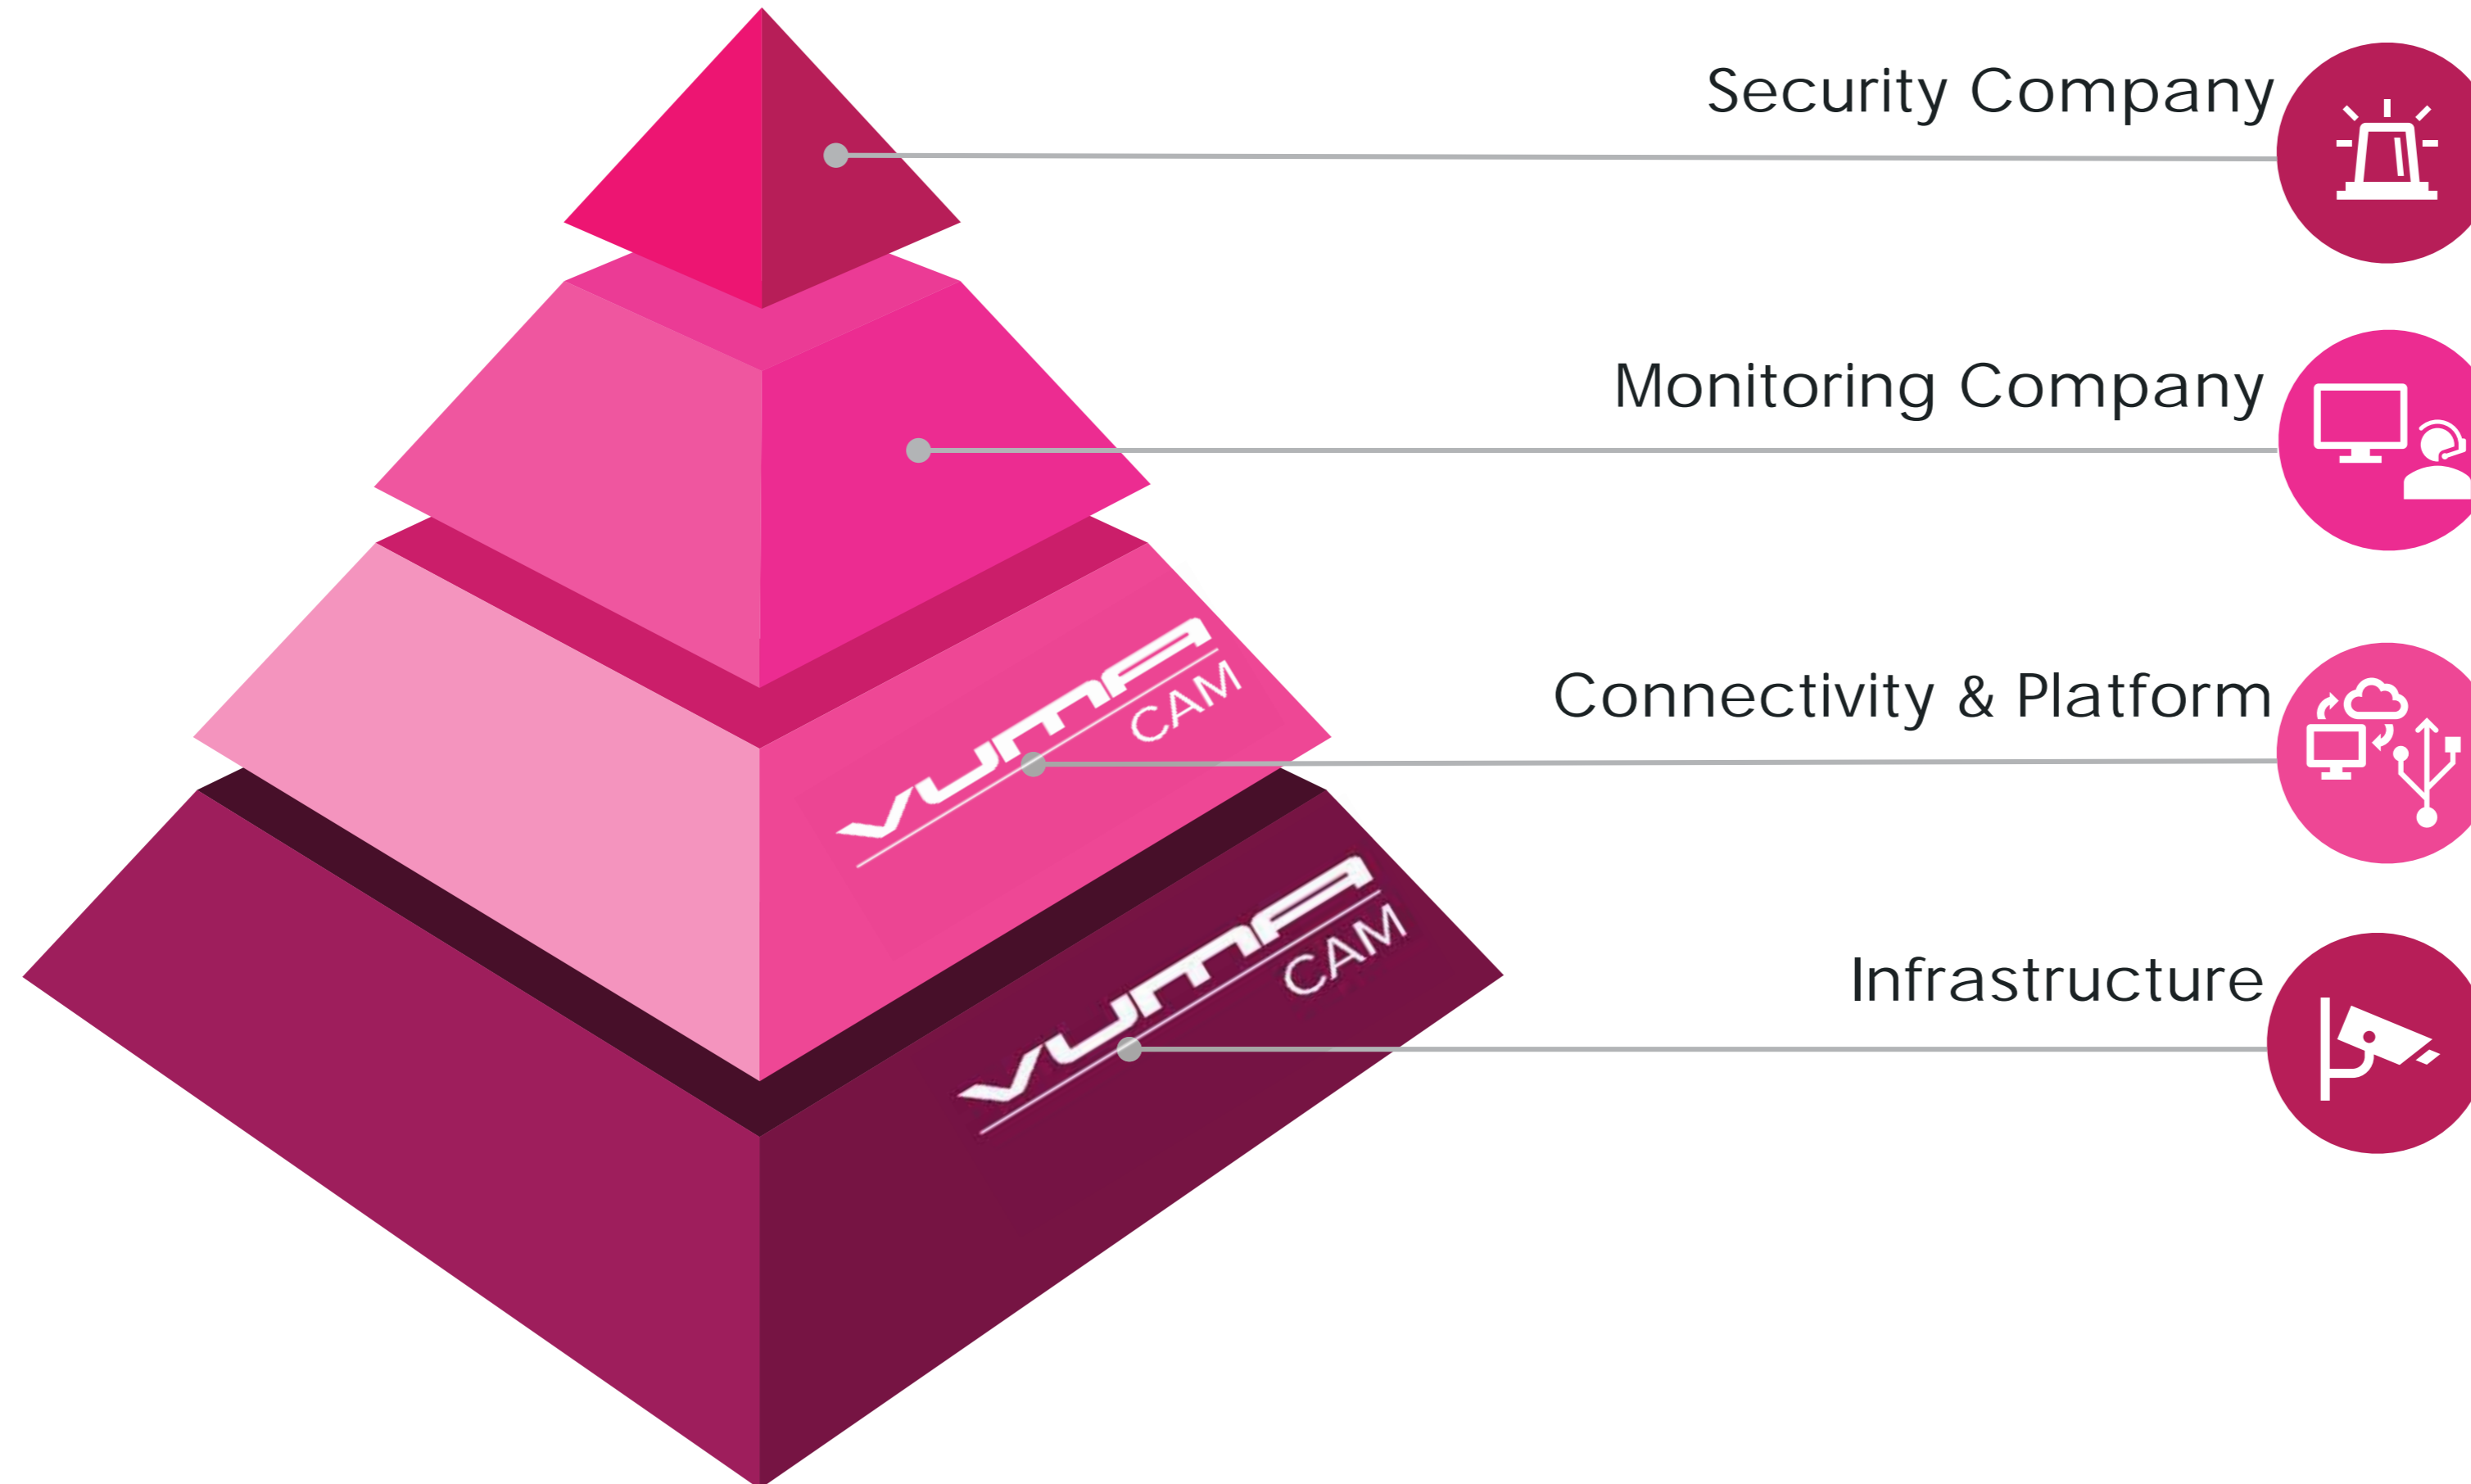 Security Company
Monitoring Company
Connectivity & Platform
VUMA
CAM
Infrastructure
VUMA
CAM